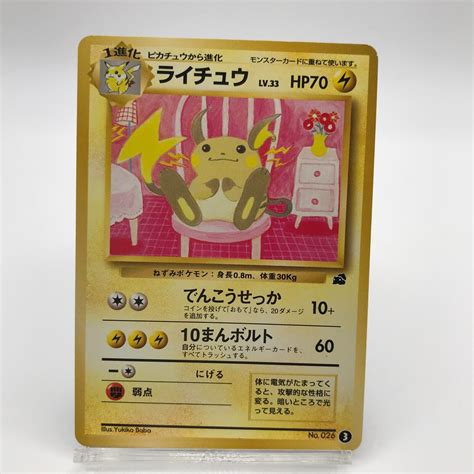 1進化 ピカチュウから進化 モンスターカードに重ねて使います。
ライチュウ LV.33 HP70
ねずみポケモン：身長0.8m、体重30Kg
でんこうせっか 10+
コインを投げて「おもて」なら、20ダメージ
を追加する。
10まんボルト 60
自分についているエネルギーカードを、
すべてトラッシュする。
- にげる
弱点
体に電気がたまってくる
と、攻撃的な性格に
変る。暗いところで光
って見える。
Illus.Yukiko Baba
No.026 3